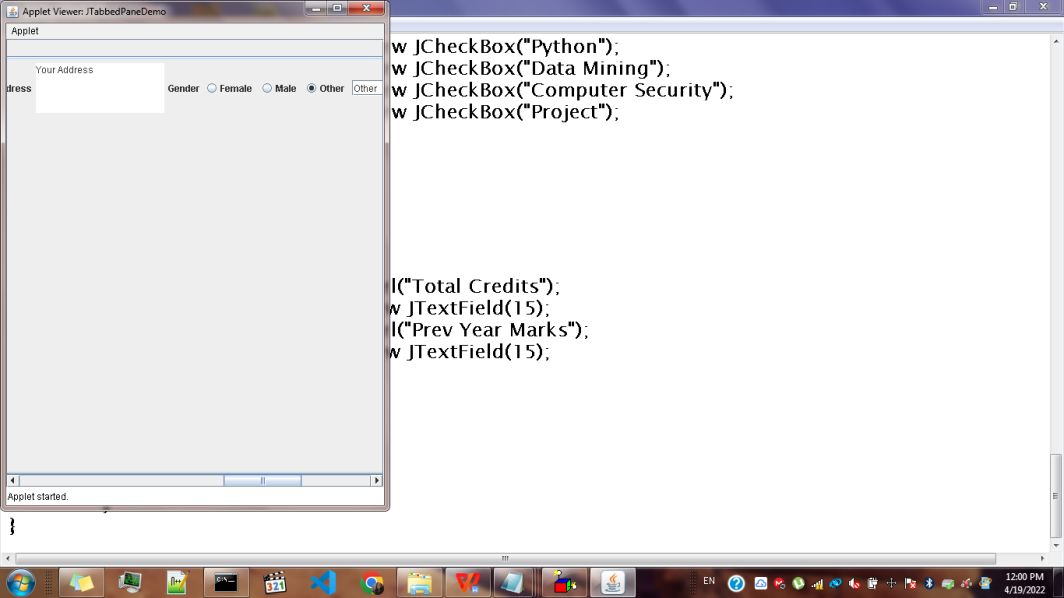 Applet Viewer: JTabbedPaneDemo
Applet
w JCheckBox("Python");
w JCheckBox("Data Mining");
w JCheckBox("Computer Security");
w JCheckBox("Project");
dress
Your Address
Gender Female Male Other Other
l("Total Credits");
w JTextField(15);
l("Prev Year Marks");
w JTextField(15);
Applet started.
}
EN
12:00 PM
4/19/2022